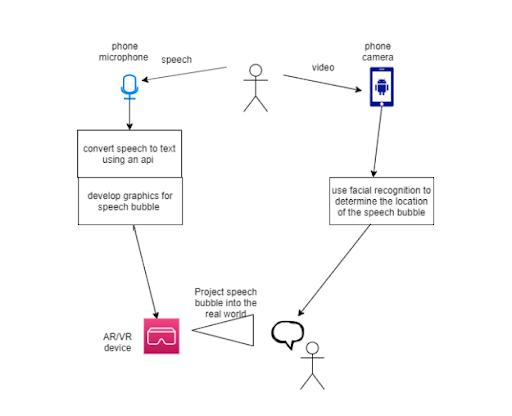 phone
microphone
speech
video
phone
camera
convert speech to text
using an api
develop graphics for
speech bubble
use facial recognition to
determine the location
of the speech bubble
Project speech
bubble into the
real world
AR/VR
device